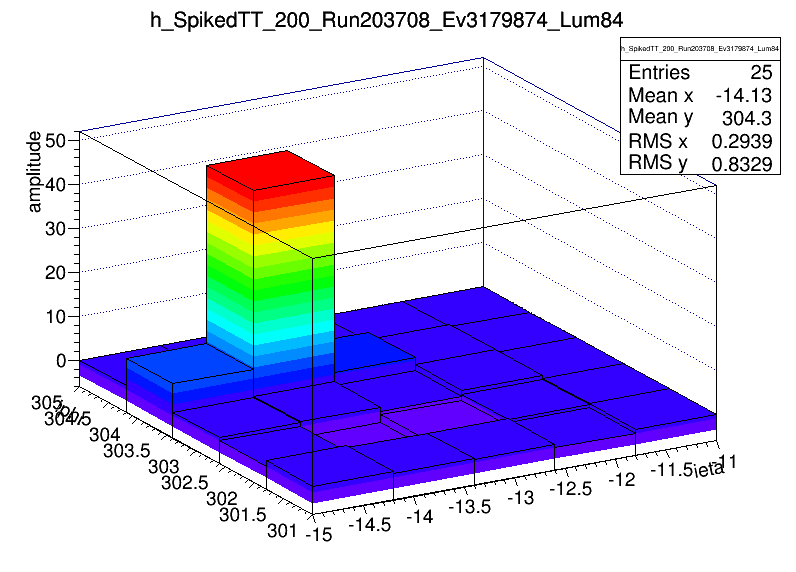 h_SpikedTT_200_Run203708_Ev3179874_Lum84
h_SpikedTT_200_Run203708_Ev3179874_Lum84
Entries 25
Mean x -14.13
Mean y 304.3
RMS x 0.2939
RMS y 0.8329
amplitude
50
40
30
20
10
0
305
304.5
304
303.5
303
302.5
302
301.5
301
-15
-14.5
-14
-13.5
-13
-12.5
-12
-11.5
-11
ieta